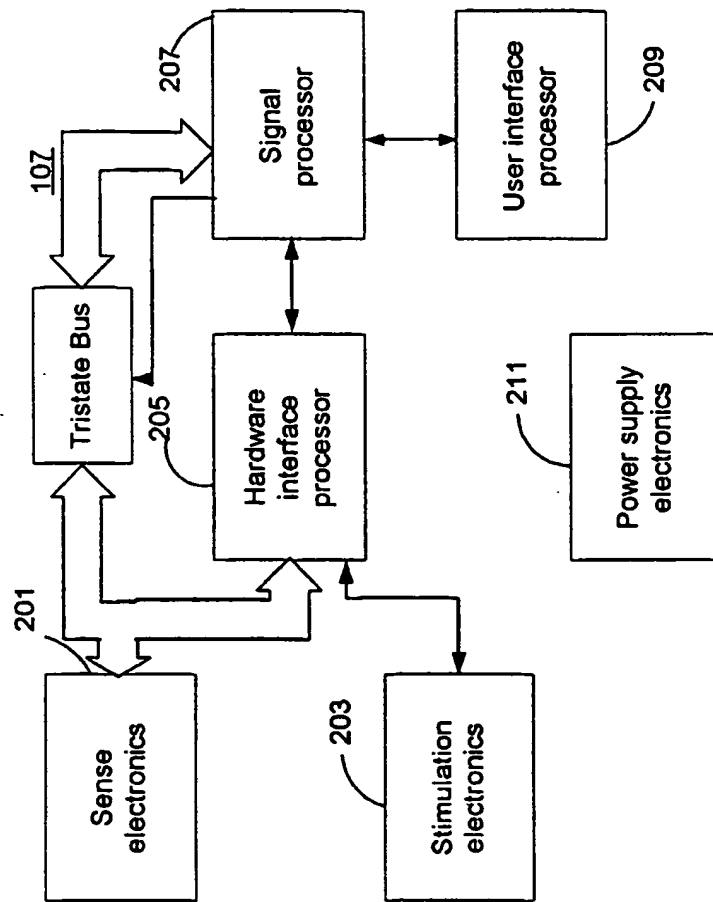 201
Sense
electronics
Tristate Bus
107
205
Hardware
interface
processor
207
Signal
processor
203
Stimulation
electronics
211
Power supply
electronics
User interface
processor
209